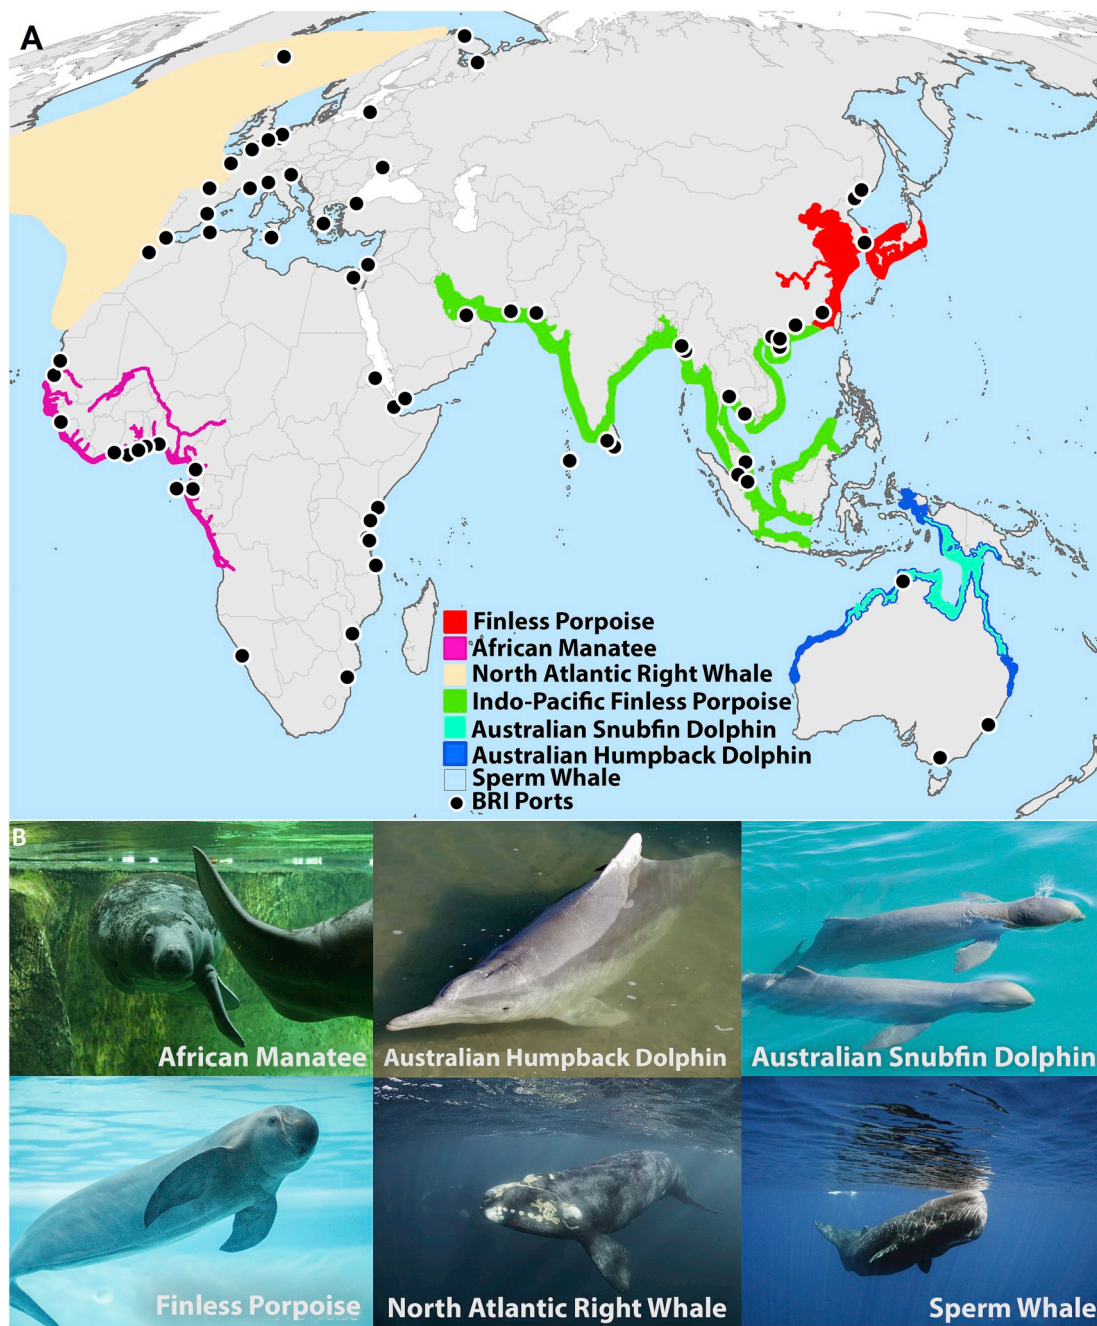 A
Finless Porpoise
African Manatee
North Atlantic Right Whale
Indo-Pacific Finless Porpoise
Australian Snubfin Dolphin
Australian Humpback Dolphin
Sperm Whale
BRI Ports
B
African Manatee
Australian Humpback Dolphin
Australian Snubfin Dolphin
Finless Porpoise
North Atlantic Right Whale
Sperm Whale